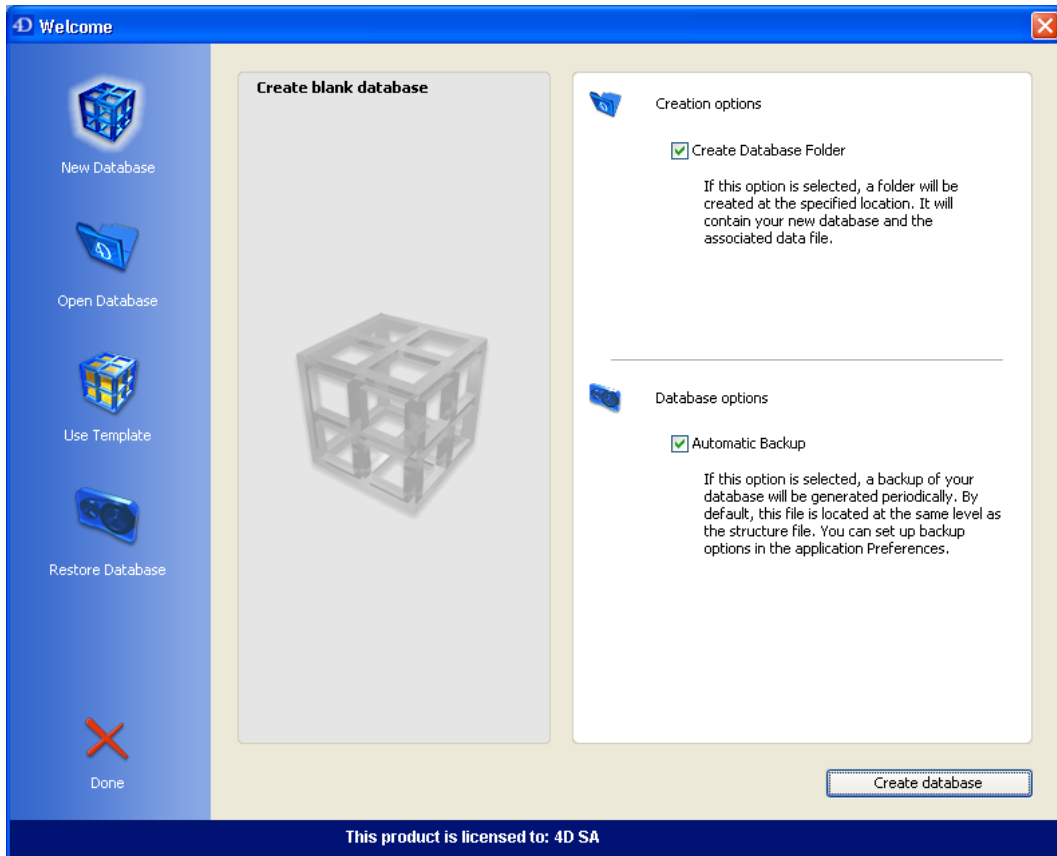 4D Welcome
New Database
Open Database
Use Template
Restore Database
Done
Create blank database
Creation options
Create Database Folder
If this option is selected, a folder will be
created at the specified location. It will
contain your new database and the
associated data file.
Database options
Automatic Backup
If this option is selected, a backup of your
database will be generated periodically. By
default, this file is located at the same level as
the structure file. You can set up backup
options in the application Preferences.
Create database
This product is licensed to: 4D SA